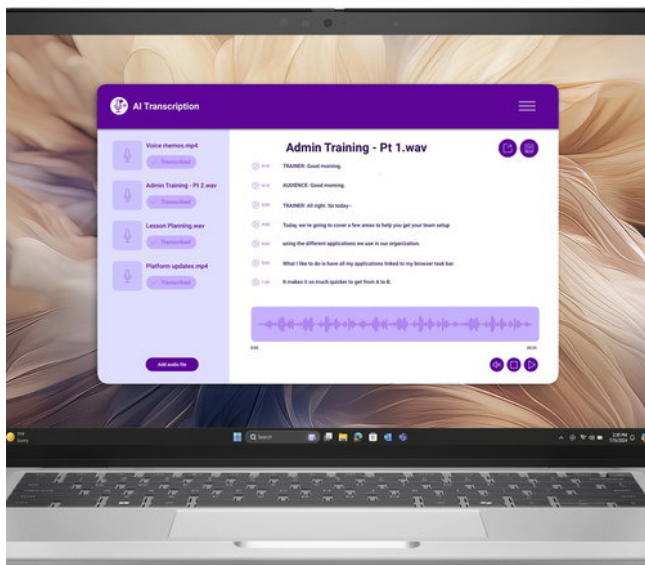 AI Transcription
Voice memos.mp4
Transcribed
Admin Training - Pt 2.wav
Transcribed
Lesson Planning.wav
Transcribed
Platform updates.mp4
Transcribed
Add audio file
Admin Training - Pt 1.wav
TRAINER: Good morning.
AUDIENCE: Good morning.
TRAINER: All right. So today--
Today, we're going to cover a few areas to help you get your team setup
using the different applications we use in our organization.
What I like to do is have all my applications linked to my browser task bar.
It makes it so much quicker to get from A to B.
0:00
Sunny
Search